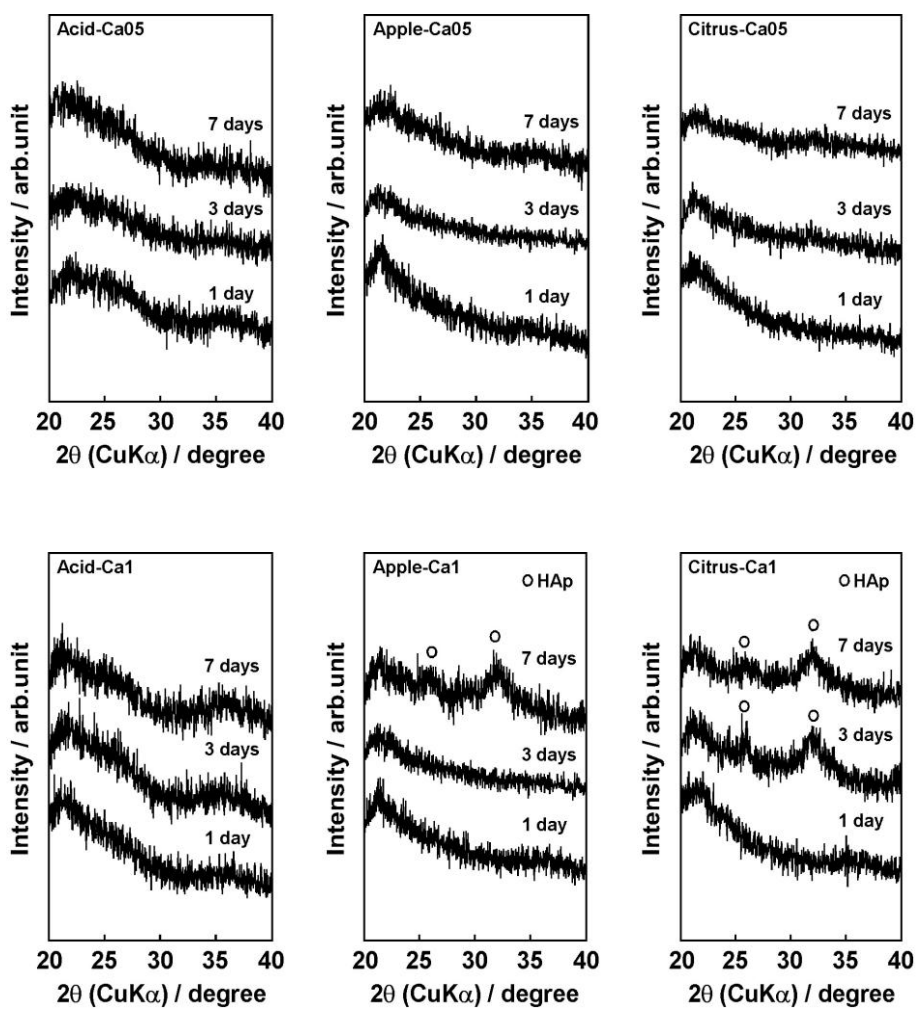 Acid-Ca05
7 days
3 days
1 day
Intensity / arb.unit
20 25 30 35 40
2θ (CuKα) / degree
Apple-Ca05
7 days
3 days
1 day
Intensity / arb.unit
20 25 30 35 40
2θ (CuKα) / degree
Citrus-Ca05
7 days
3 days
1 day
Intensity / arb.unit
20 25 30 35 40
2θ (CuKα) / degree
Acid-Ca1
7 days
3 days
1 day
Intensity / arb.unit
20 25 30 35 40
2θ (CuKα) / degree
Apple-Ca1
O HAp
7 days
3 days
1 day
Intensity / arb.unit
20 25 30 35 40
2θ (CuKα) / degree
Citrus-Ca1
O HAp
7 days
3 days
1 day
Intensity / arb.unit
20 25 30 35 40
2θ (CuKα) / degree